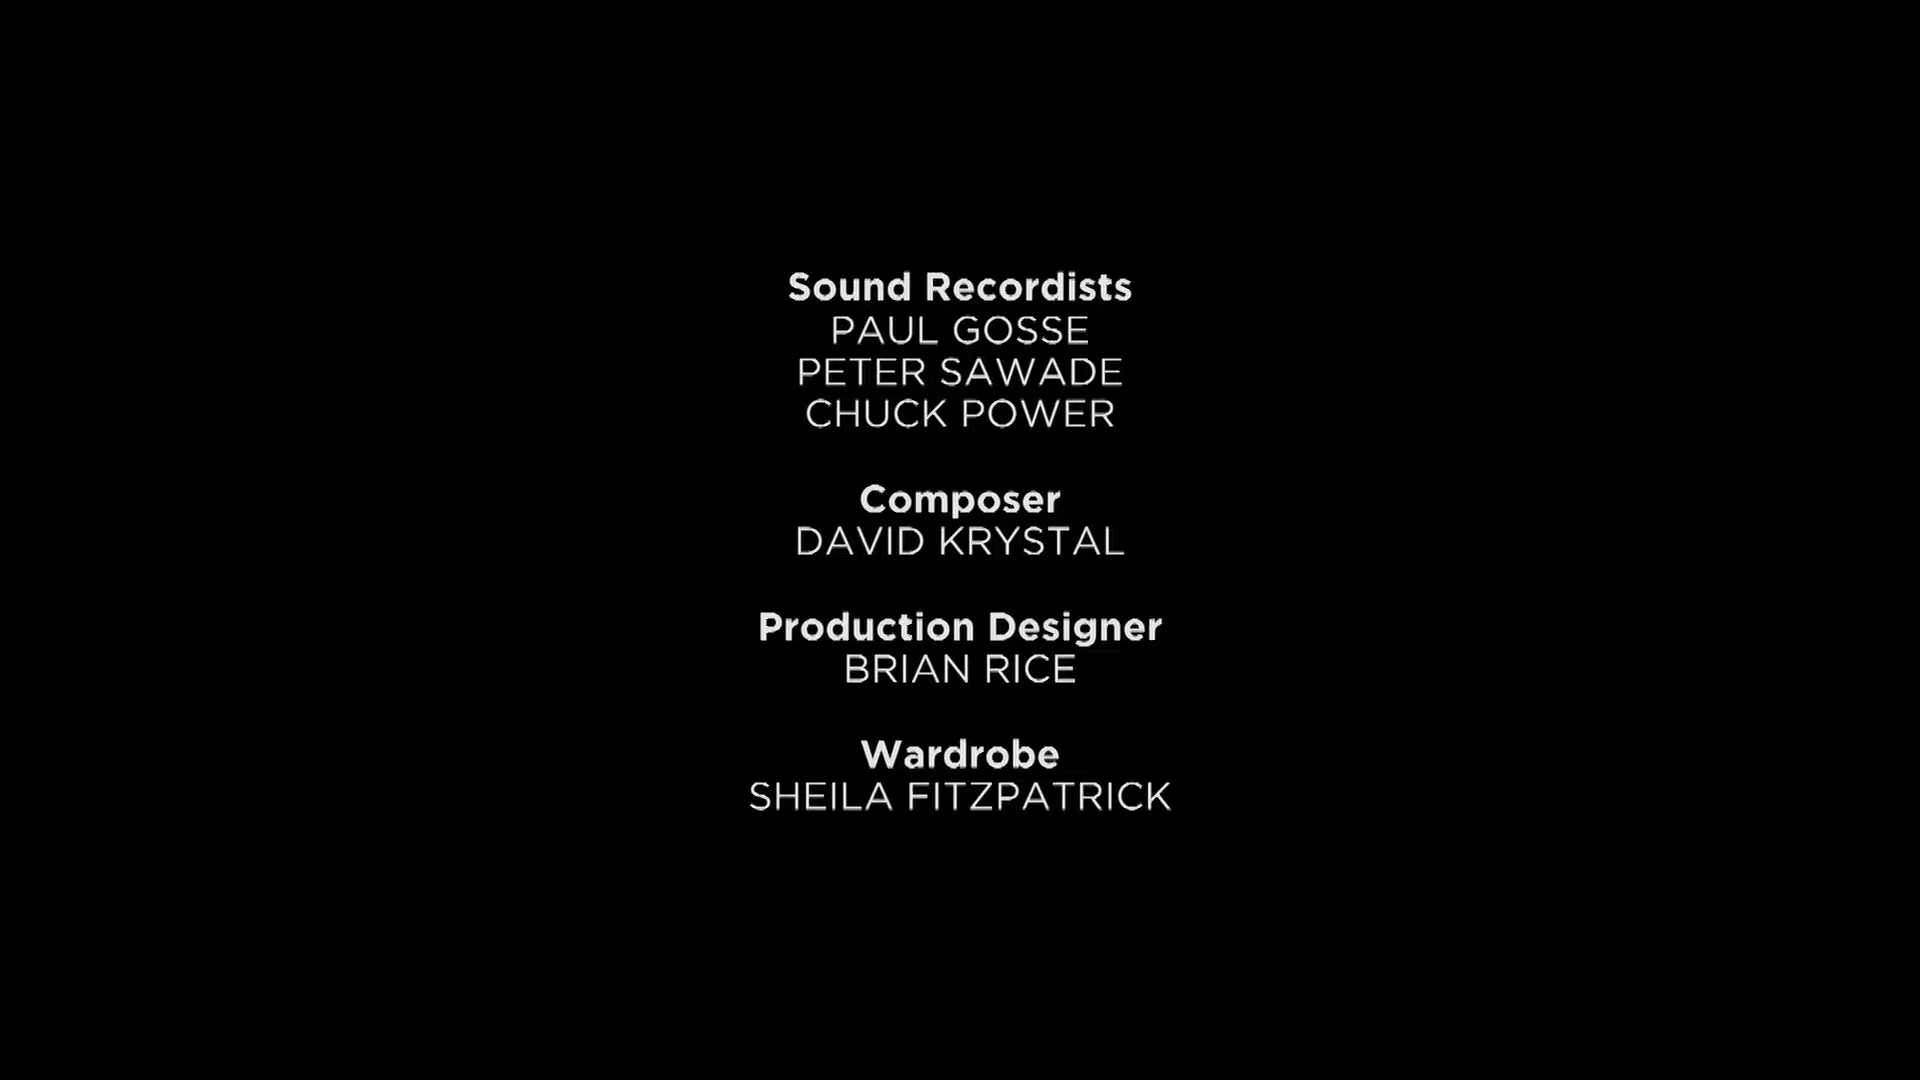 Sound Recordists
PAUL GOSSE
PETER SAWADE
CHUCK POWER
Composer
DAVID KRYSTAL
Production Designer
BRIAN RICE
Wardrobe
SHEILA FITZPATRICK